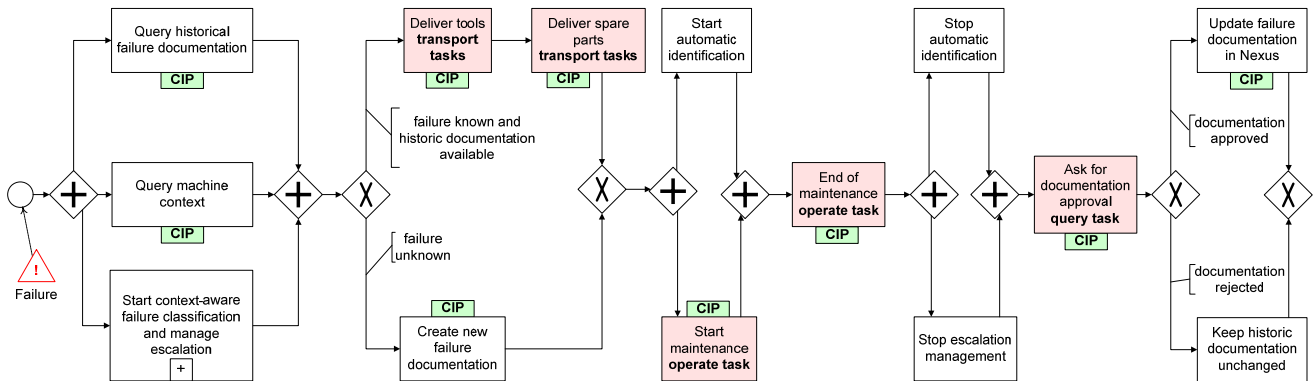 Query historical
failure documentation
CIP
Query machine
context
CIP
Start context-aware
failure classification
and manage
escalation
+
!
Failure
Deliver tools
transport
tasks
CIP
Deliver spare
parts
transport tasks
CIP
failure known and
historic documentation
available
failure
unknown
CIP
Create new
failure
documentation
Start
automatic
identification
CIP
Start
maintenance
operate task
End of
maintenance
operate task
CIP
Stop
automatic
identification
Stop escalation
management
Ask for
documentation
approval
query task
CIP
Update failure
documentation
in Nexus
CIP
documentation
approved
documentation
rejected
Keep historic
documentation
unchanged